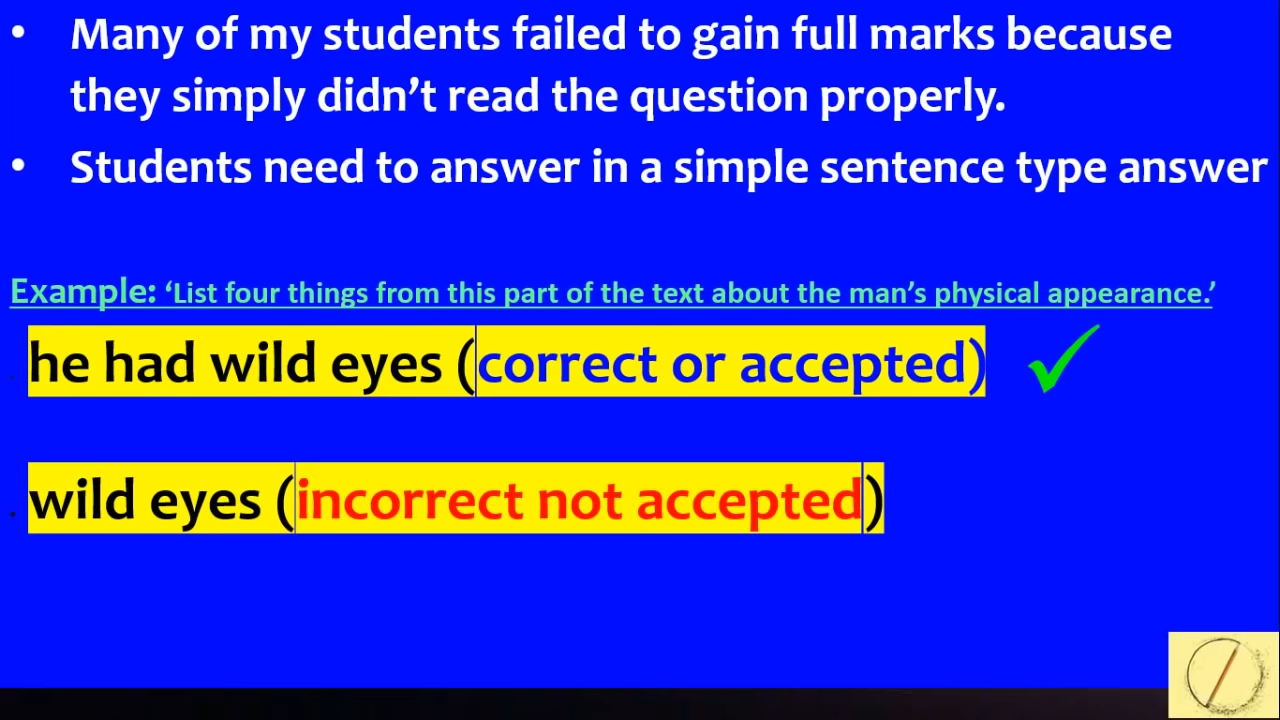 • Many of my students failed to gain full marks because
they simply didn’t read the question properly.
• Students need to answer in a simple sentence type answer
Example: ‘List four things from this part of the text about the man’s physical appearance.’
. he had wild eyes (correct or accepted)
. wild eyes (incorrect not accepted)